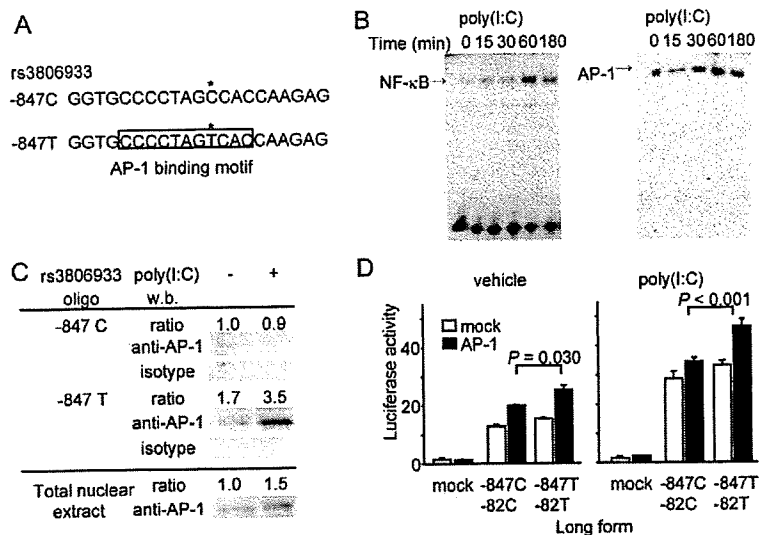 A
rs3806933
*
-847C GGTGCCCCTAGCCACCAAGAG
*
-847T GGTGCCCCTAGTCACCAAGAG
AP-1 binding motif
B
poly(I:C)
Time (min) 0 15 30 60 180
NF-κB→
poly(I:C)
0 15 30 60 180
AP-1→
C
rs3806933 poly(I:C) - +
oligo w.b.
-847 C ratio 1.0 0.9
anti-AP-1
isotype
-847 T ratio 1.7 3.5
anti-AP-1
isotype
Total nuclear extract ratio 1.0 1.5
anti-AP-1
D
vehicle
poly(I:C)
Luciferase activity
40
20
0
mock
AP-1
P = 0.030
P < 0.001
mock -847C -847T
-82C -82T
mock -847C -847T
-82C -82T
Long form